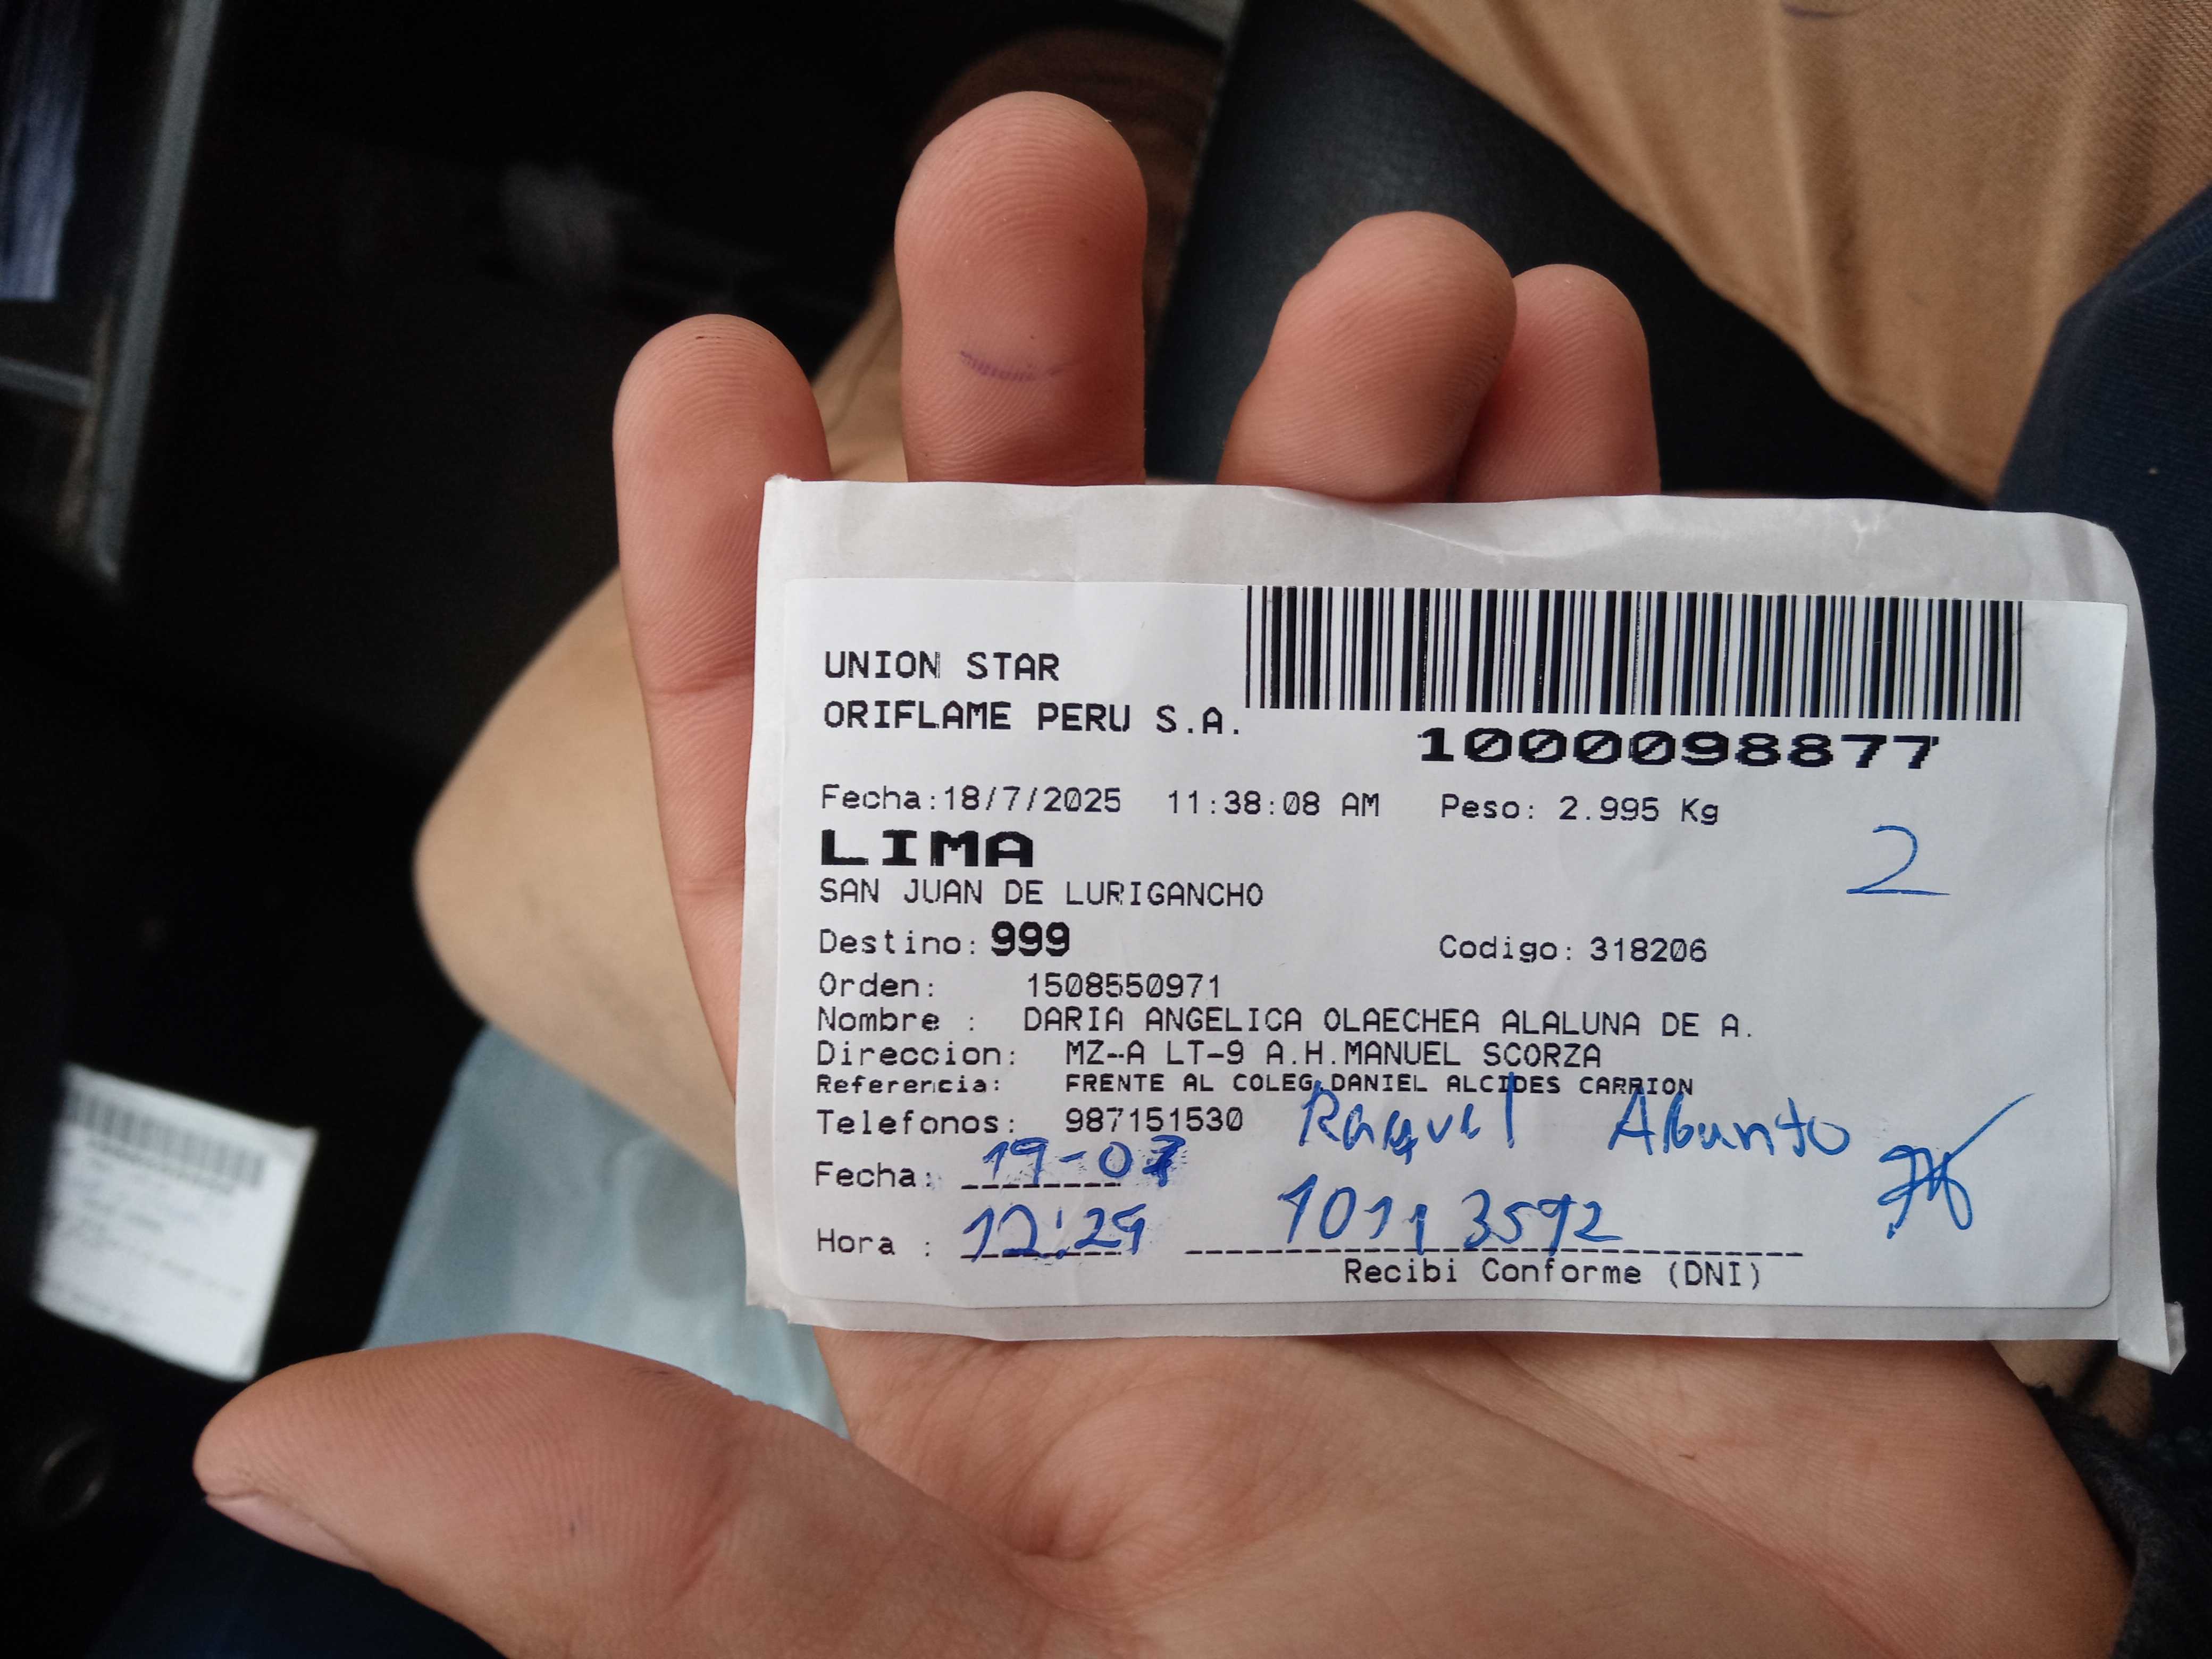 UNION STAR
ORIFLAME PERU S.A.
1000098877
Fecha:18/7/2025 11:38:08 AM Peso: 2.995 Kg
LIMA
2
SAN JUAN DE LURIGANCHO
Destino: 999 Codigo: 318206
Orden: 1508550971
Nombre : DARIA ANGELICA OLAECHEA ALALUNA DE A.
Direccion: MZ-A LT-9 A.H.MANUEL SCORZA
Referencia: FRENTE AL COLEG.DANIEL ALCIDES CARRION
Telefonos: 987151530 Raquel Abunto
Fecha: 19-07
Hora : 12:29
Recibi Conforme (DNI)